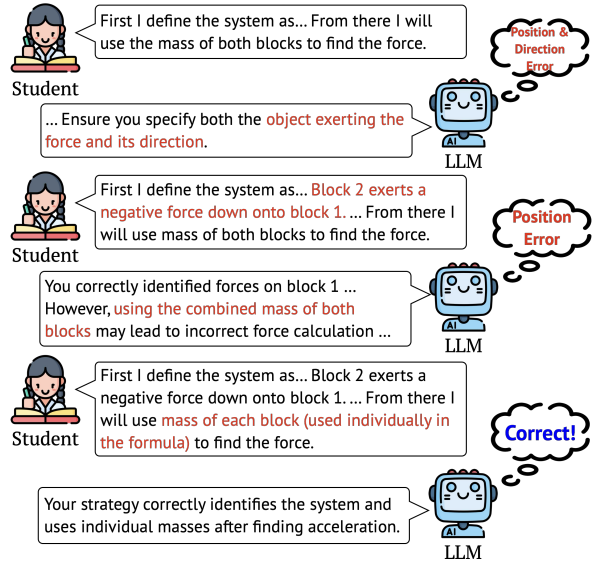 First I define the system as... From there I will
use the mass of both blocks to find the force.
Position &
Direction
Error
Student
... Ensure you specify both the object exerting the
force and its direction.
AI
LLM
First I define the system as... Block 2 exerts a
negative force down onto block 1. ... From there I
will use mass of both blocks to find the force.
Position
Error
Student
You correctly identified forces on block 1 ...
However, using the combined mass of both
blocks may lead to incorrect force calculation ...
AI
LLM
First I define the system as... Block 2 exerts a
negative force down onto block 1. ... From there I
will use mass of each block (used individually in
the formula) to find the force.
Student
Correct!
Your strategy correctly identifies the system and
uses individual masses after finding acceleration.
AI
LLM